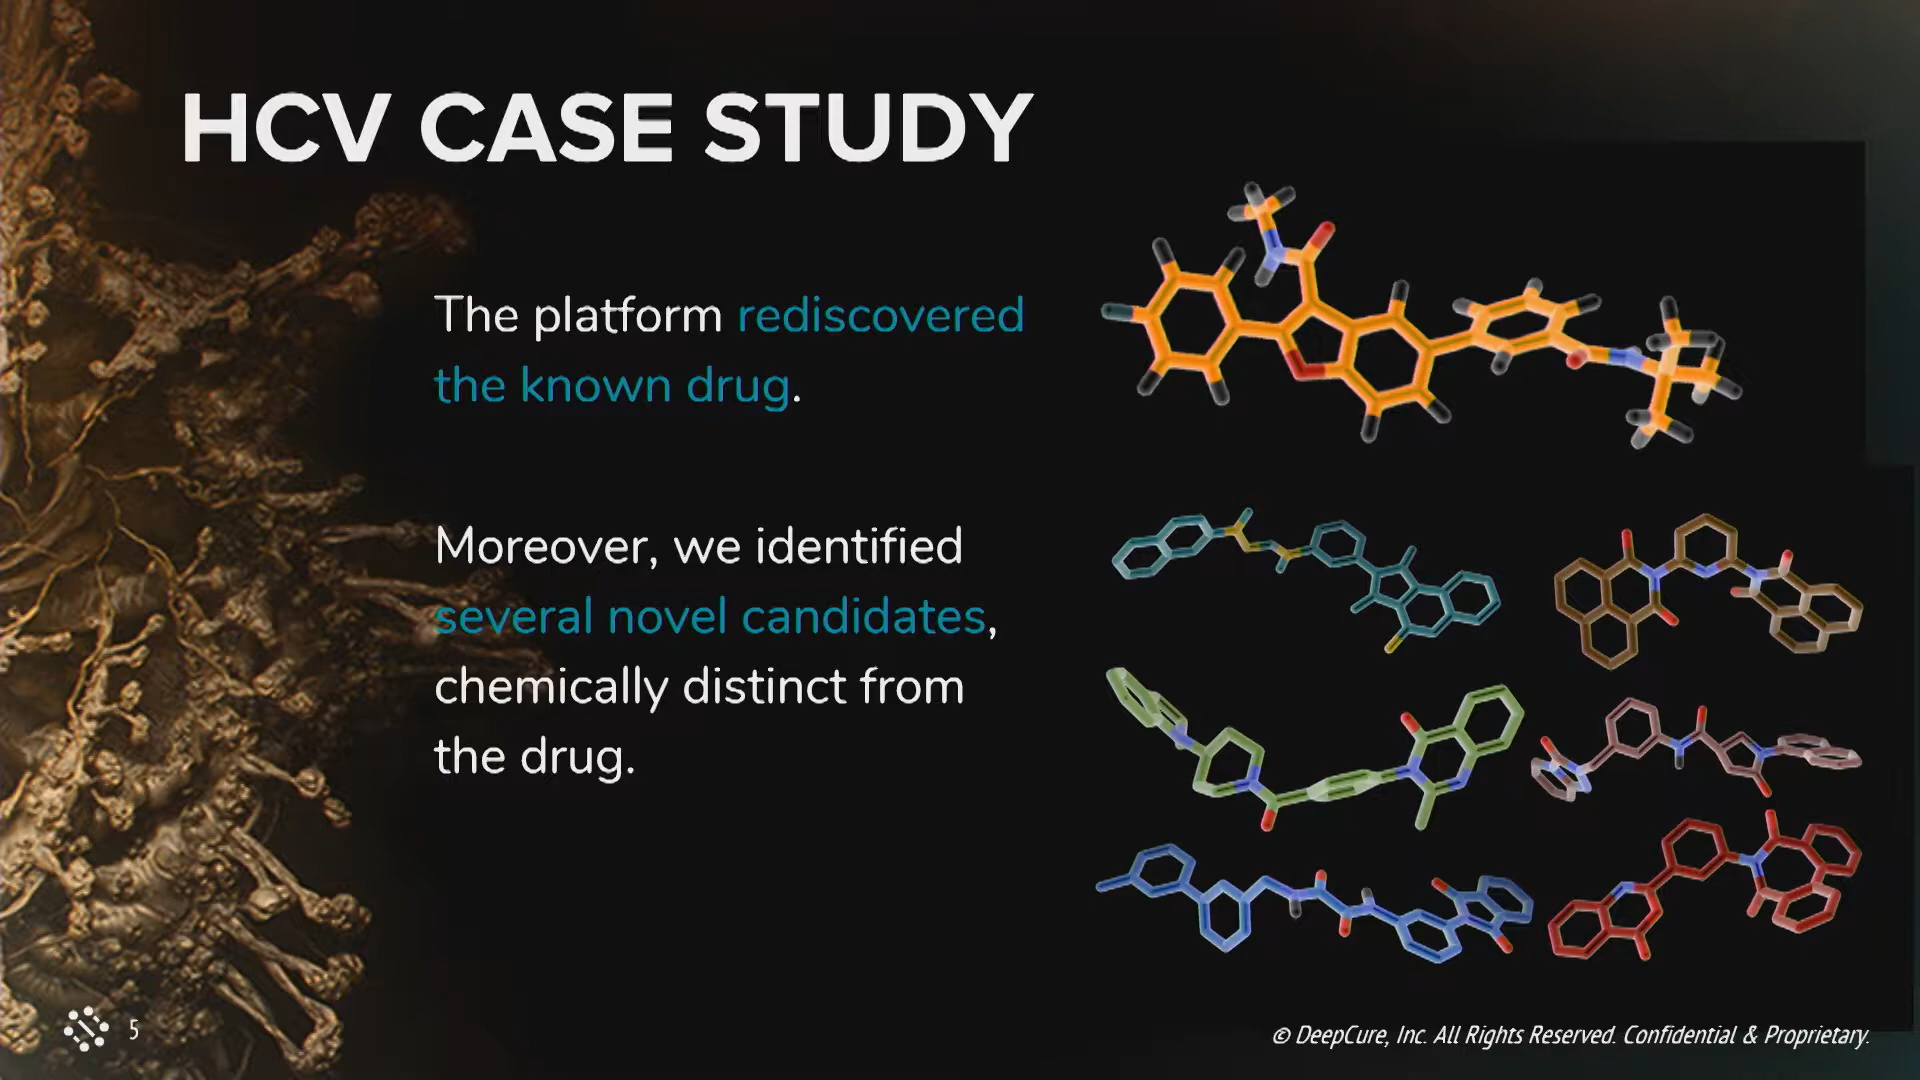 HCV CASE STUDY
The platform rediscovered
the known drug.
Moreover, we identified
several novel candidates,
chemically distinct from
the drug.
5
© DeepCure, Inc. All Rights Reserved. Confidential & Proprietary.